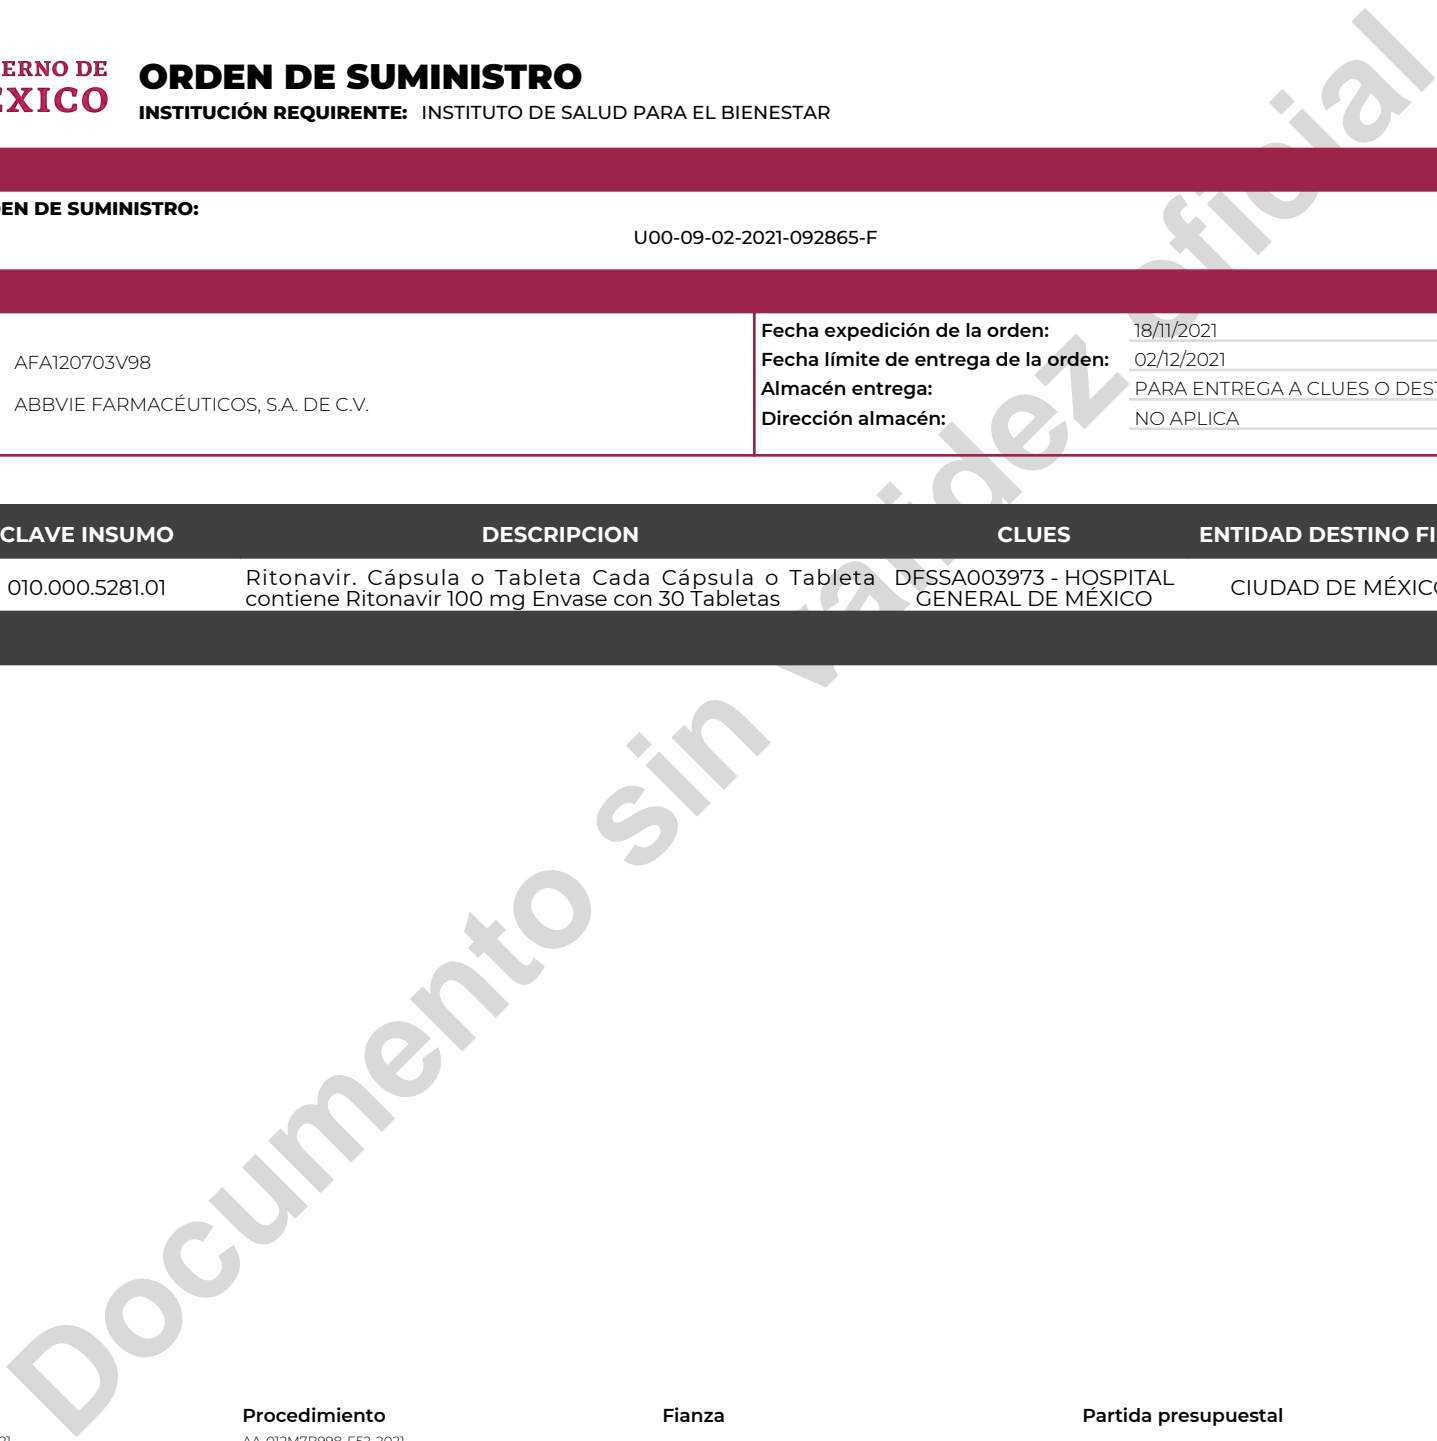 ERNO DE
ÉXICO
ORDEN DE SUMINISTRO
INSTITUCIÓN REQUIRENTE: INSTITUTO DE SALUD PARA EL BIENESTAR
EN DE SUMINISTRO:
U00-09-02-2021-092865-F
AFA120703V98
ABBVIE FARMACÉUTICOS, S.A. DE C.V.
Fecha expedición de la orden: 18/11/2021
Fecha límite de entrega de la orden: 02/12/2021
Almacén entrega: PARA ENTREGA A CLUES O DEST
Dirección almacén: NO APLICA
CLAVE INSUMO DESCRIPCION CLUES ENTIDAD DESTINO FI
010.000.5281.01
Ritonavir. Cápsula o Tableta Cada Cápsula o Tableta
contiene Ritonavir 100 mg Envase con 30 Tabletas
DFSSA003973 - HOSPITAL
GENERAL DE MÉXICO
CIUDAD DE MÉXICO
Documento sin validez oficial
Procedimiento Fianza Partida presupuestal